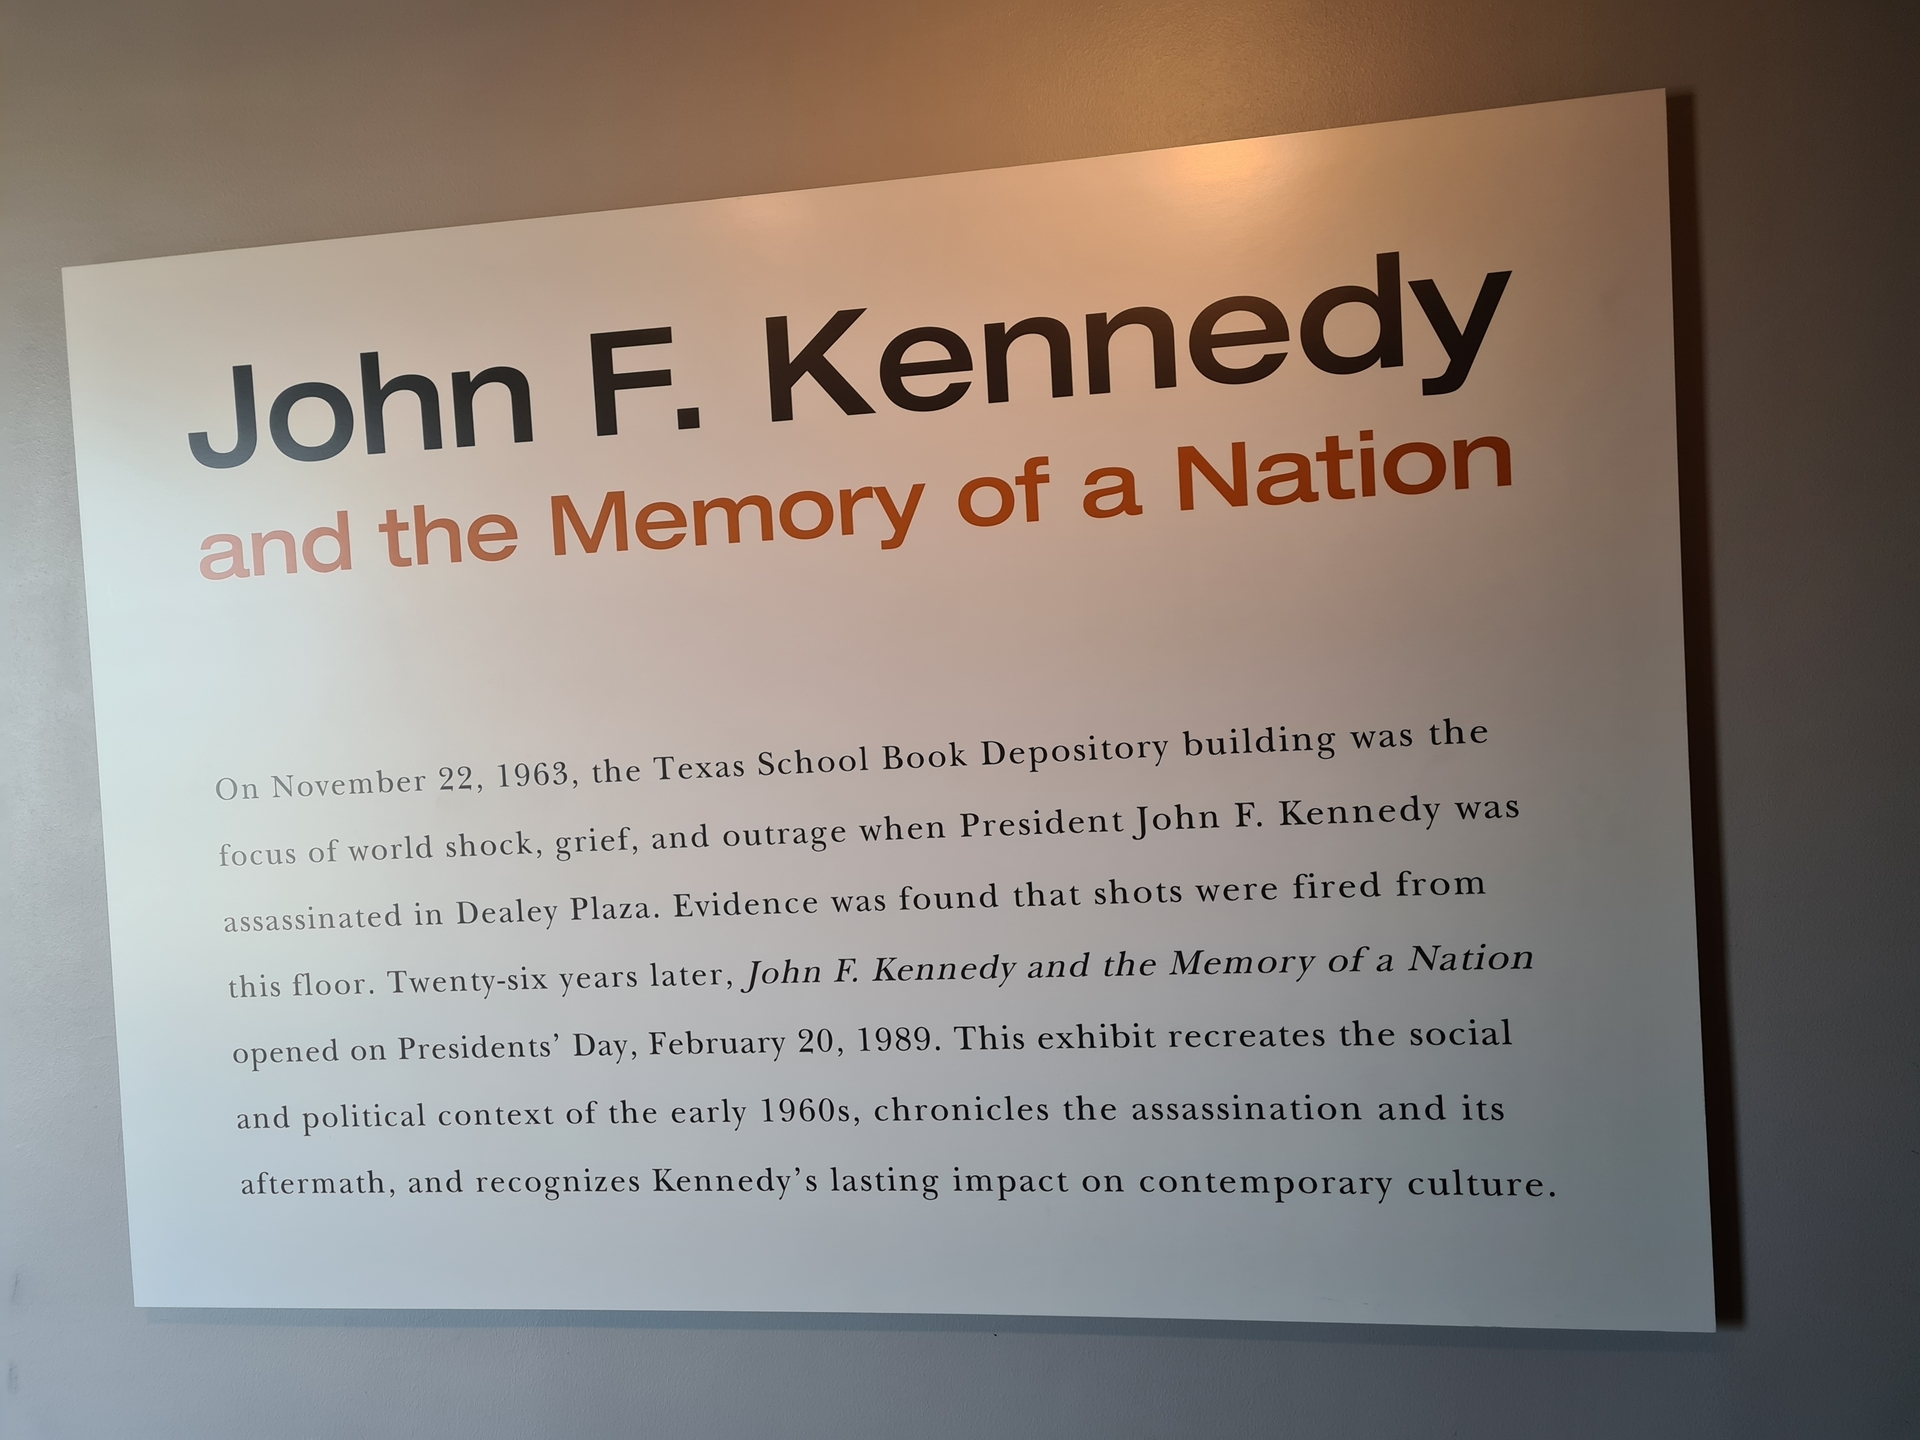 John F. Kennedy
and the Memory of a Nation
On November 22, 1963, the Texas School Book Depository building was the
focus of world shock, grief, and outrage when President John F. Kennedy was
assassinated in Dealey Plaza. Evidence was found that shots were fired from
this floor. Twenty-six years later, John F. Kennedy and the Memory of a Nation
opened on Presidents’ Day, February 20, 1989. This exhibit recreates the social
and political context of the early 1960s, chronicles the assassination and its
aftermath, and recognizes Kennedy’s lasting impact on contemporary culture.